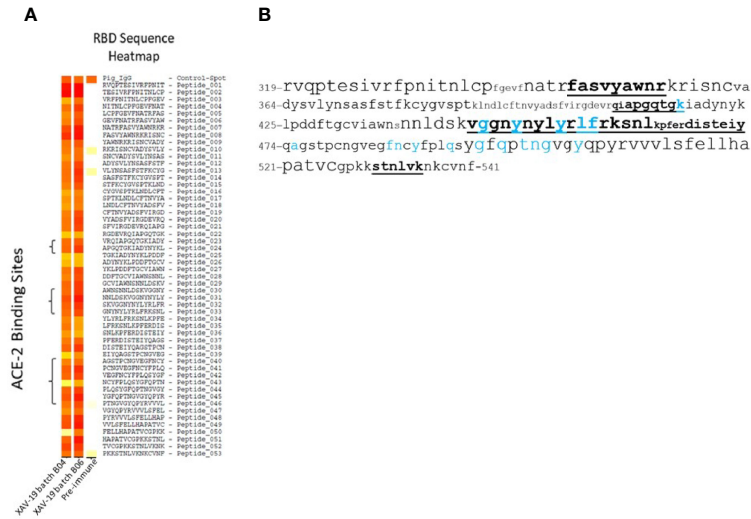 A
B
RBD Sequence
Heatmap
Pig_IgG - Control-Spot
RVQPTESIVRFPNIT - Peptide_001
TESIVRFPNITNLCP - Peptide_002
VRFPNITNLCPFGEV - Peptide_003
NITNLCPFGEVFNAT - Peptide_004
LCPFGEVFNATRFAS - Peptide_005
GEVFNATRFASVYAW - Peptide_006
NATRFASVYAWNRKR - Peptide_007
FASVYAWNRKRISNC - Peptide_008
YAWNRKRISNCVADY - Peptide_009
RKRISNCVADYSVLY - Peptide_010
SNCVADYSVLYNSAS - Peptide_011
ADYSVLYNSASFSTF - Peptide_012
VLYNSASFSTFKCYG - Peptide_013
SASFSTFKCYGVSPT - Peptide_014
STFKCYGVSPTKLND - Peptide_015
CYGVSPTKLNDLCFT - Peptide_016
SPTKLNDLCFTNVYA - Peptide_017
LNDLCFTNVYADSFV - Peptide_018
CFTNVYADSFVIRGD - Peptide_019
VYADSFVIRGDEVRQ - Peptide_020
SFVIRGDEVRQIAPG - Peptide_021
RGDEVRQIAPGQTGK - Peptide_022
VRQIAPGQTGKIADY - Peptide_023
APGQTGKIADYNYKL - Peptide_024
TGKIADYNYKLPDDF - Peptide_025
ADYNYKLPDDFTGCV - Peptide_026
YKLPDDFTGCVIAWN - Peptide_027
DDFTGCVIAWNSNNL - Peptide_028
GCVIAWNSNNLDSKV - Peptide_029
AWNSNNLDSKVGGNY - Peptide_030
NNLDSKVGGNYNYLY - Peptide_031
SKVGGNYNYLYRLFR - Peptide_032
GNYNYLYRLFRKSNL - Peptide_033
YLYRLFRKSNLKPFE - Peptide_034
LFRKSNLKPFERDIS - Peptide_035
SNLKPFERDISTEIY - Peptide_036
PFERDISTEIYQAGS - Peptide_037
DISTEIYQAGSTPCN - Peptide_038
EIYQAGSTPCNGVEG - Peptide_039
AGSTPCNGVEGFNCY - Peptide_040
PCNGVEGFNCYFPLQ - Peptide_041
VEGFNCYFPLQSYGF - Peptide_042
NCYFPLQSYGFQPTN - Peptide_043
PLQSYGFQPTNGVGY - Peptide_044
YGFQPTNGVGYQPYR - Peptide_045
PTNGVGYQPYRVVVL - Peptide_046
VGYQPYRVVVLSFEL - Peptide_047
PYRVVVLSFELLHAP - Peptide_048
VVLSFELLHAPATVC - Peptide_049
FELLHAPATVCGPKK - Peptide_050
HAPATVCGPKKSTNL - Peptide_051
TVCGPKKSTNLVKNK - Peptide_052
PKKSTNLVKNKCVNF - Peptide_053
ACE-2 Binding Sites
XAV-19 batch B04
XAV-19 batch B06
Pre-immune
319-rvqptesivrfpnitnlcpfgevfnatrfasvyawnrkrisncva
364-dysvlynsasfstfkcygvsptklndlcftnvyadsfvirgdevrqiapgqtgkiadynyk
425-lpddftgcviawnsnnldskvggnynylyrlfrksnlkpferdisteiy
474-qagstpcngvegfncyfplqsygfqptngvgyqpyrvvvlsfellha
521-patvcgpkkstnlvknkcvnf-541